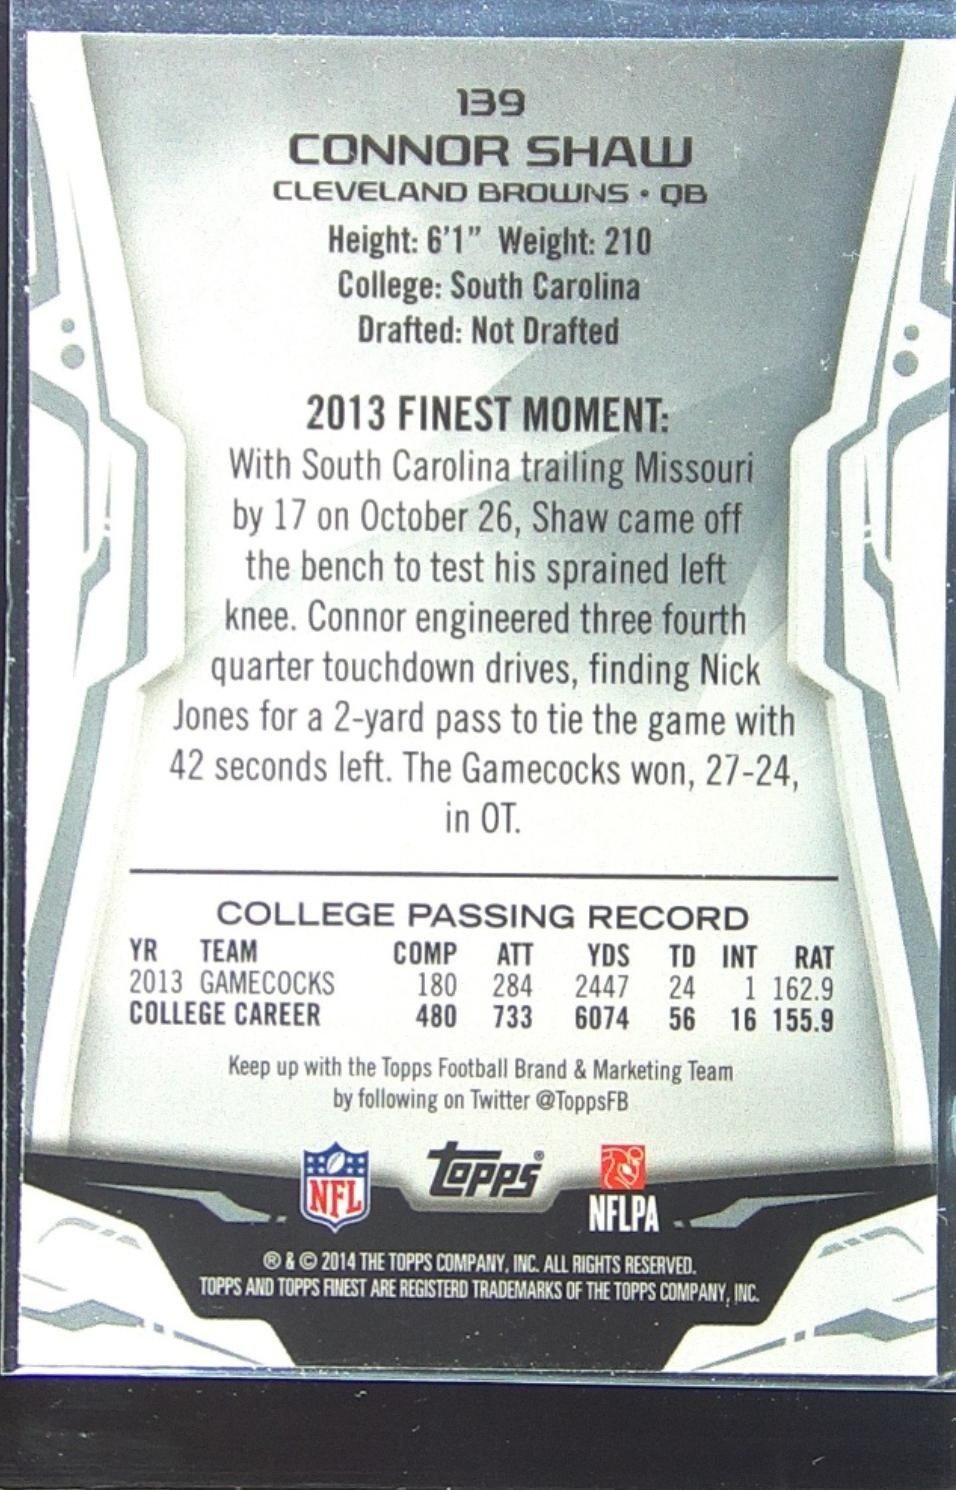 139
CONNOR SHAW
CLEVELAND BROWNS • QB
Height: 6'1" Weight: 210
College: South Carolina
Drafted: Not Drafted
2013 FINEST MOMENT:
With South Carolina trailing Missouri
by 17 on October 26, Shaw came off
the bench to test his sprained left
knee. Connor engineered three fourth
quarter touchdown drives, finding Nick
Jones for a 2-yard pass to tie the game with
42 seconds left. The Gamecocks won, 27-24,
in OT.
COLLEGE PASSING RECORD
YR TEAM COMP ATT YDS TD INT RAT
2013 GAMECOCKS 180 284 2447 24 1 162.9
COLLEGE CAREER 480 733 6074 56 16 155.9
Keep up with the Topps Football Brand & Marketing Team
by following on Twitter @ToppsFB
NFL topps® NFLPA
® & © 2014 THE TOPPS COMPANY, INC. ALL RIGHTS RESERVED.
TOPPS AND TOPPS FINEST ARE REGISTERD TRADEMARKS OF THE TOPPS COMPANY, INC.